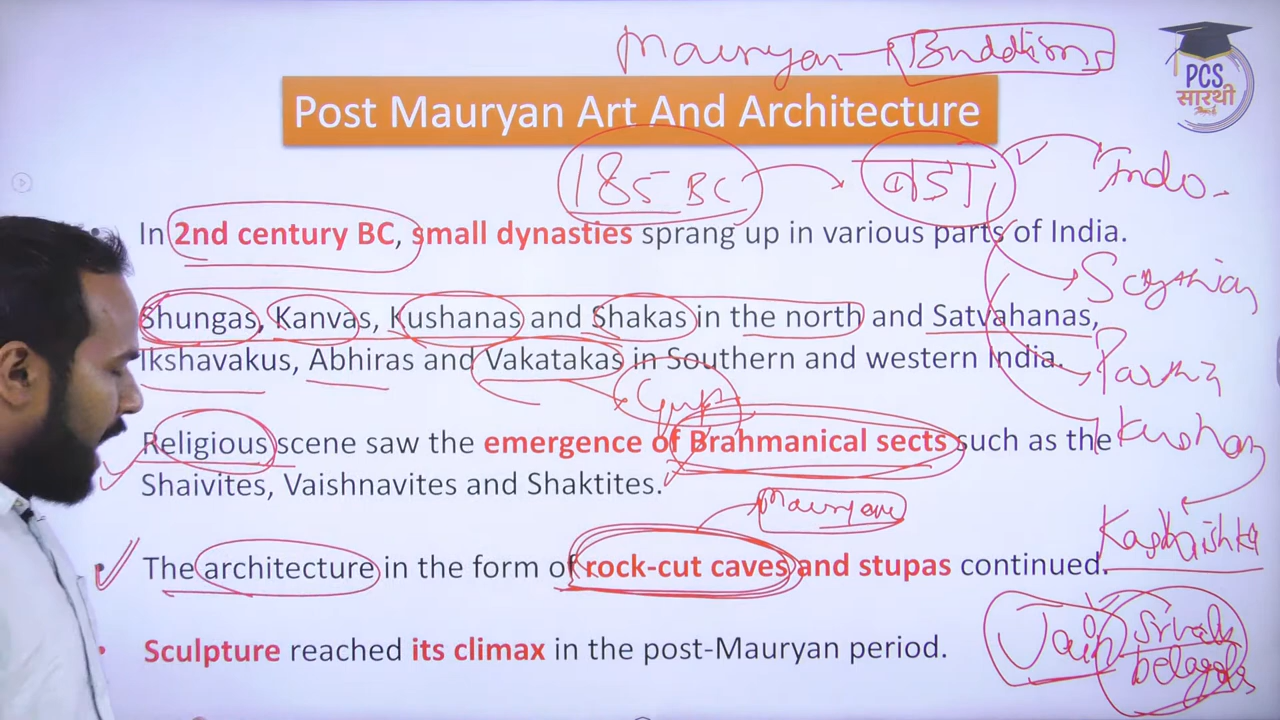 Mauryan Buddhism
PCS
सारथी
Post Mauryan Art And Architecture
185 BC
Indo-
In 2nd century BC, small dynasties sprang up in various parts of India.
Scythian
Shungas, Kanvas, Kushanas and Shakas in the north and Satvahanas,
Ikshavakus, Abhiras and Vakatakas in Southern and western India.
Gupta
Religious scene saw the emergence of Brahmanical sects such as the
Kushan
Shaivites, Vaishnavites and Shaktites.
Mauryan
The architecture in the form of rock-cut caves and stupas continued.
Sculpture reached its climax in the post-Mauryan period.
Jain